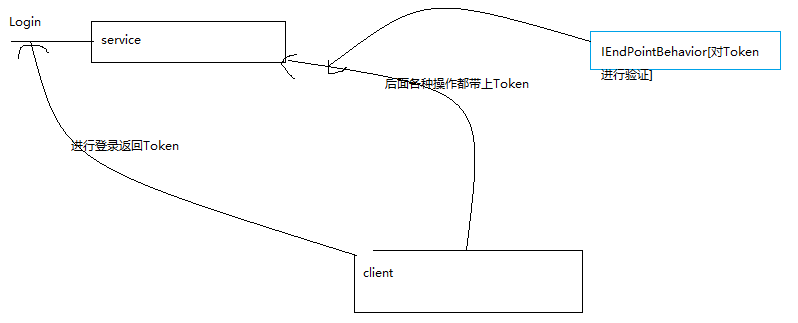 Login
service
IEndPointBehavior[对Token
进行验证]
后面各种操作都带上Token
进行登录返回Token
client